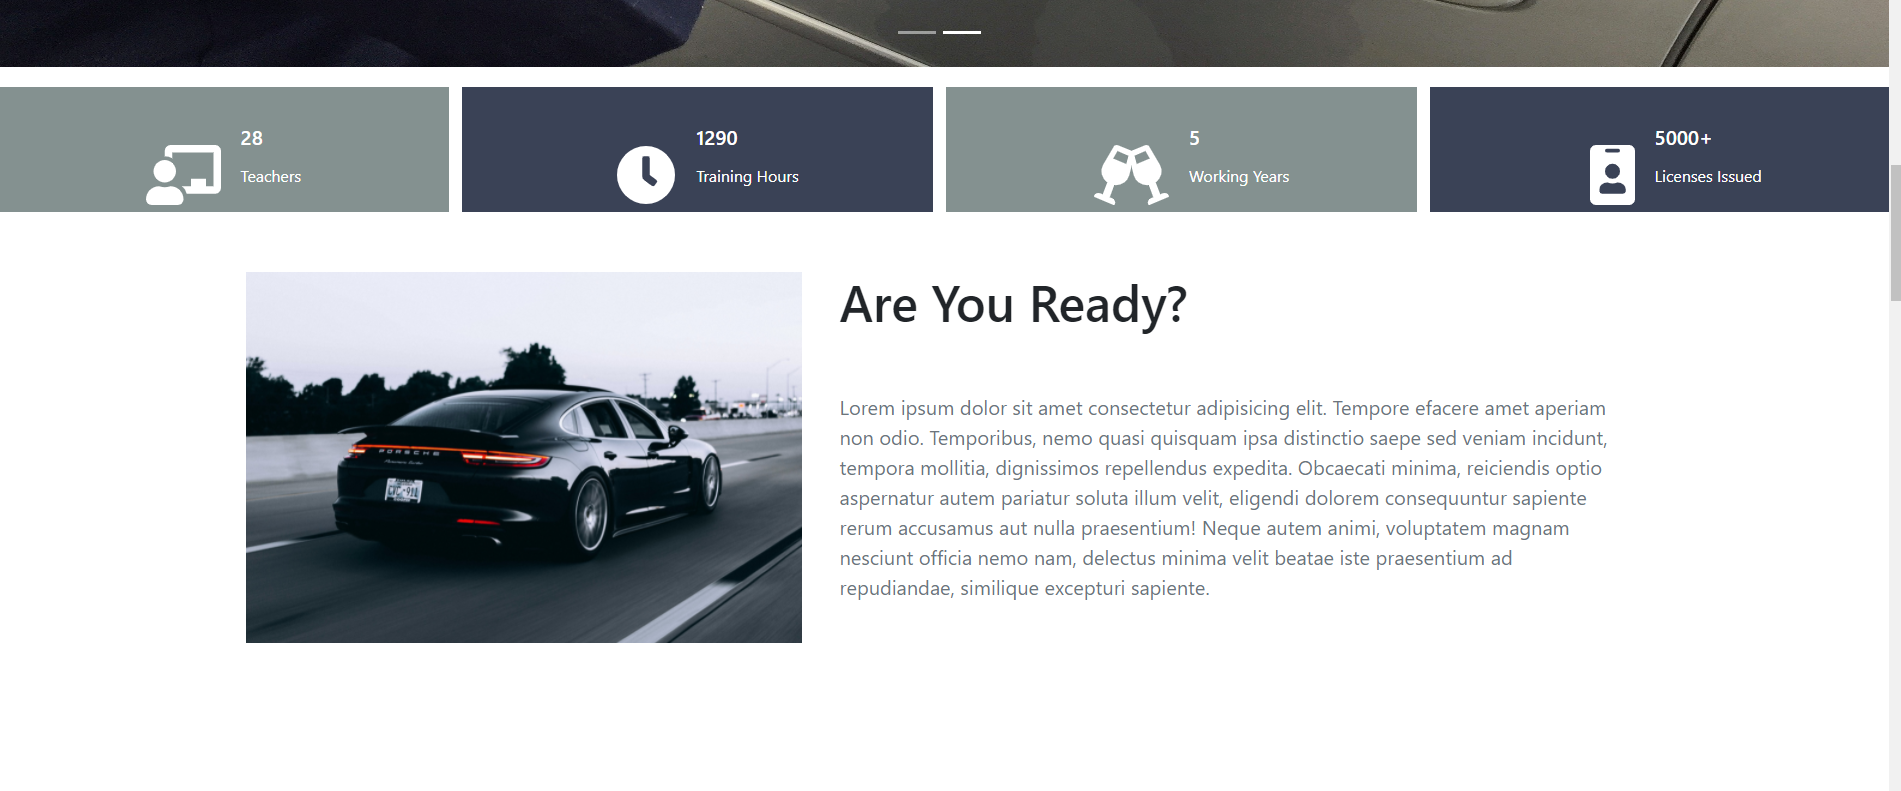 28
Teachers
1290
Training Hours
5
Working Years
5000+
Licenses Issued
Are You Ready?
Lorem ipsum dolor sit amet consectetur adipisicing elit. Tempore efacere amet aperiam
non odio. Temporibus, nemo quasi quisquam ipsa distinctio saepe sed veniam incidunt,
tempora mollitia, dignissimos repellendus expedita. Obcaecati minima, reiciendis optio
aspernatur autem pariatur soluta illum velit, eligendi dolorem consequuntur sapiente
rerum accusamus aut nulla praesentium! Neque autem animi, voluptatem magnam
nesciunt officia nemo nam, delectus minima velit beatae iste praesentium ad
repudiandae, similique excepturi sapiente.
PORSCHE